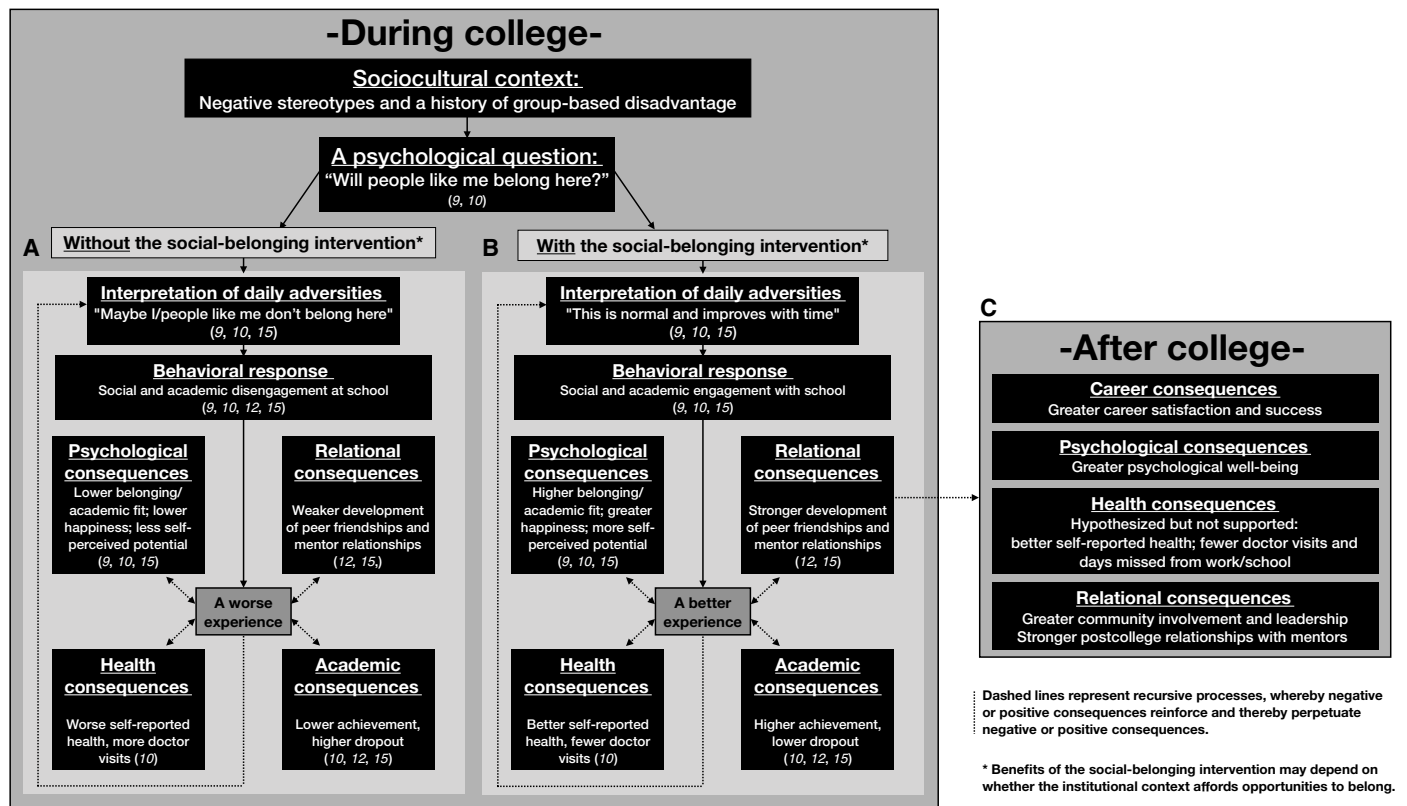 -During college-
Sociocultural context:
Negative stereotypes and a history of group-based disadvantage
A psychological question:
“Will people like me belong here?”
(9, 10)
A
Without the social-belonging intervention*
Interpretation of daily adversities
"Maybe I/people like me don’t belong here"
(9, 10, 15)
Behavioral response
Social and academic disengagement at school
(9, 10, 12, 15)
Psychological
consequences
Lower belonging/
academic fit; lower
happiness; less self-
perceived potential
(9, 10, 15)
Relational
consequences
Weaker development
of peer friendships and
mentor relationships
(12, 15,)
A worse
experience
Health
consequences
Worse self-reported
health, more doctor
visits (10)
Academic
consequences
Lower achievement,
higher dropout
(10, 12, 15)
B
With the social-belonging intervention*
Interpretation of daily adversities
"This is normal and improves with time"
(9, 10, 15)
Behavioral response
Social and academic engagement with school
(9, 10, 15)
Psychological
consequences
Higher belonging/
academic fit; greater
happiness; more self-
perceived potential
(9, 10, 15)
Relational
consequences
Stronger development
of peer friendships and
mentor relationships
(12, 15)
A better
experience
Health
consequences
Better self-reported
health, fewer doctor
visits (10)
Academic
consequences
Higher achievement,
lower dropout
(10, 12, 15)
C
-After college-
Career consequences
Greater career satisfaction and success
Psychological consequences
Greater psychological well-being
Health consequences
Hypothesized but not supported:
better self-reported health; fewer doctor visits and
days missed from work/school
Relational consequences
Greater community involvement and leadership
Stronger postcollege relationships with mentors
Dashed lines represent recursive processes, whereby negative
or positive consequences reinforce and thereby perpetuate
negative or positive consequences.
* Benefits of the social-belonging intervention may depend on
whether the institutional context affords opportunities to belong.